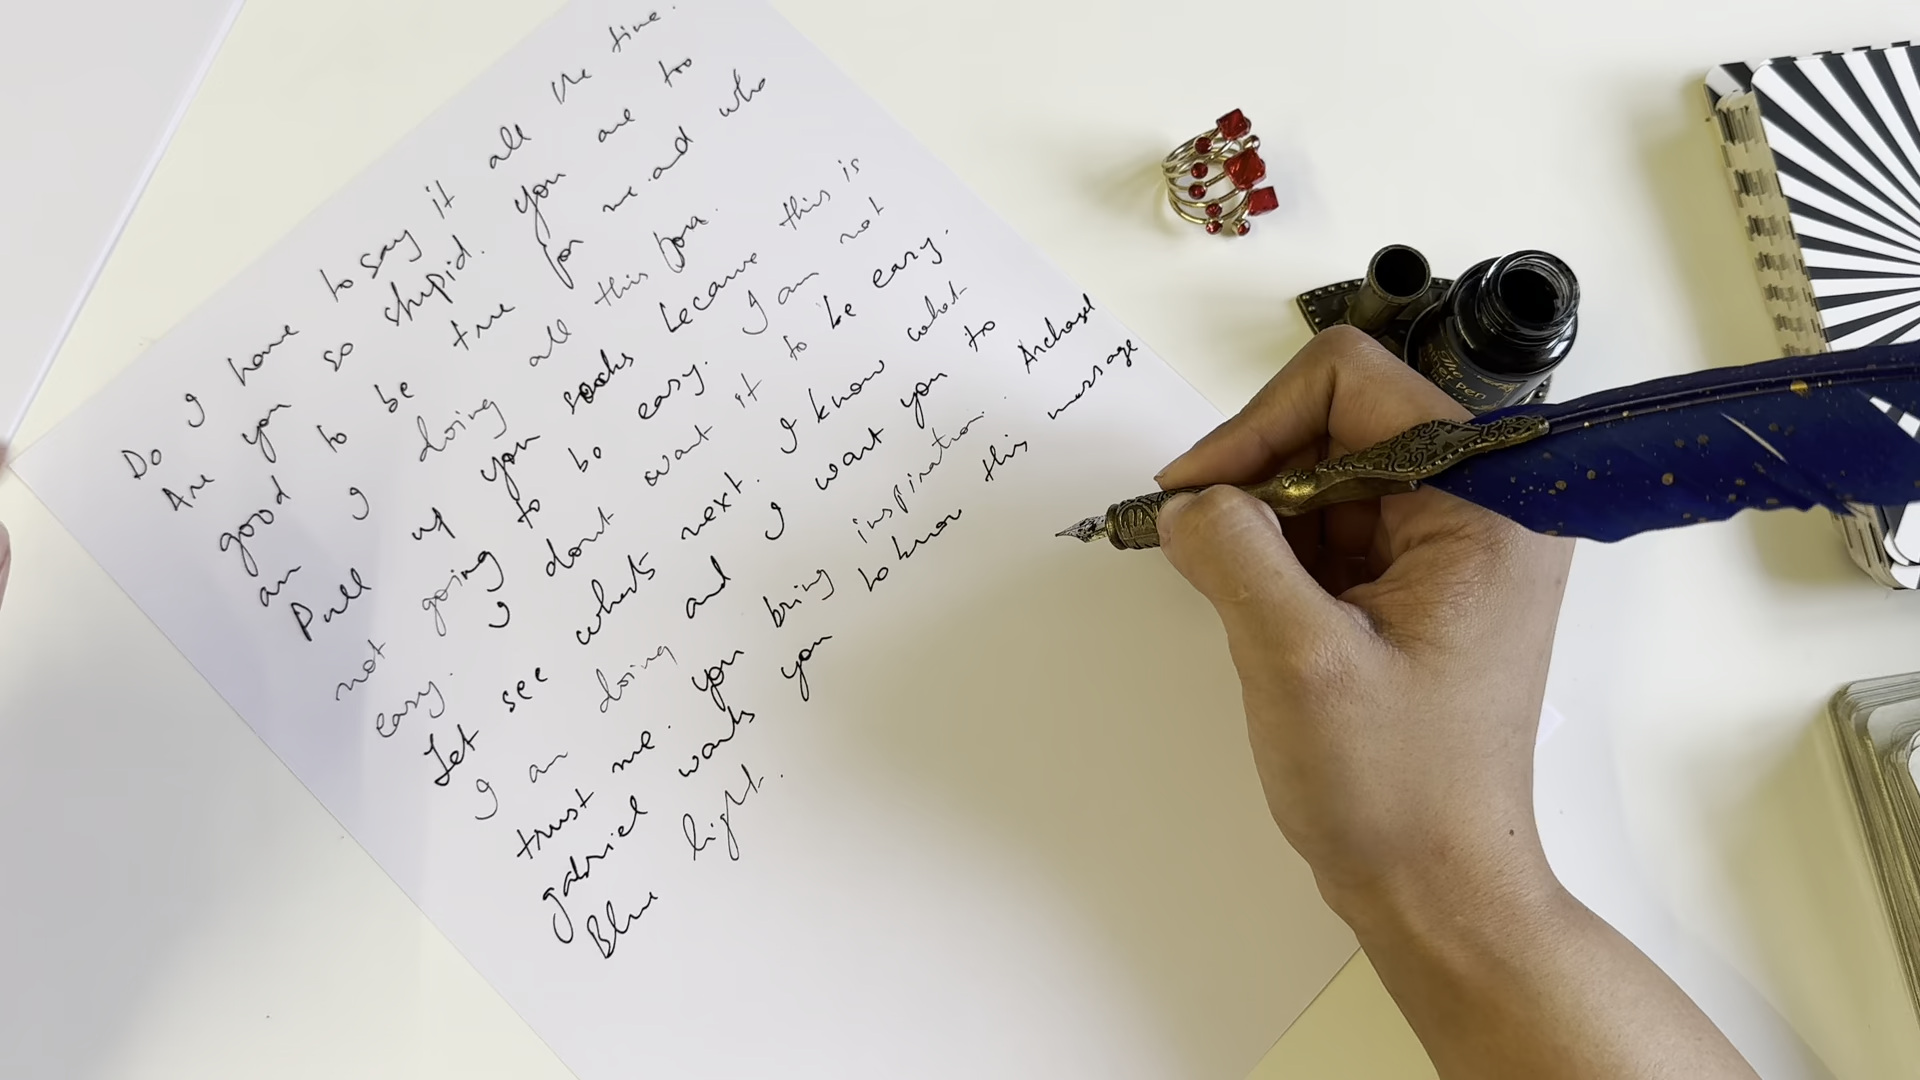 Do I have to say it all the time.
Are you so stupid. You are too
good to be true for me. and who
am I doing all this for.
Pull up you socks because this is
not going to be easy. I am not
easy. I dont want it to be easy.
Let see whats next. I know what
I am doing and I want you to
trust me. you bring inspiration. Archangel
gabriel wants you to know this message
Blue light.